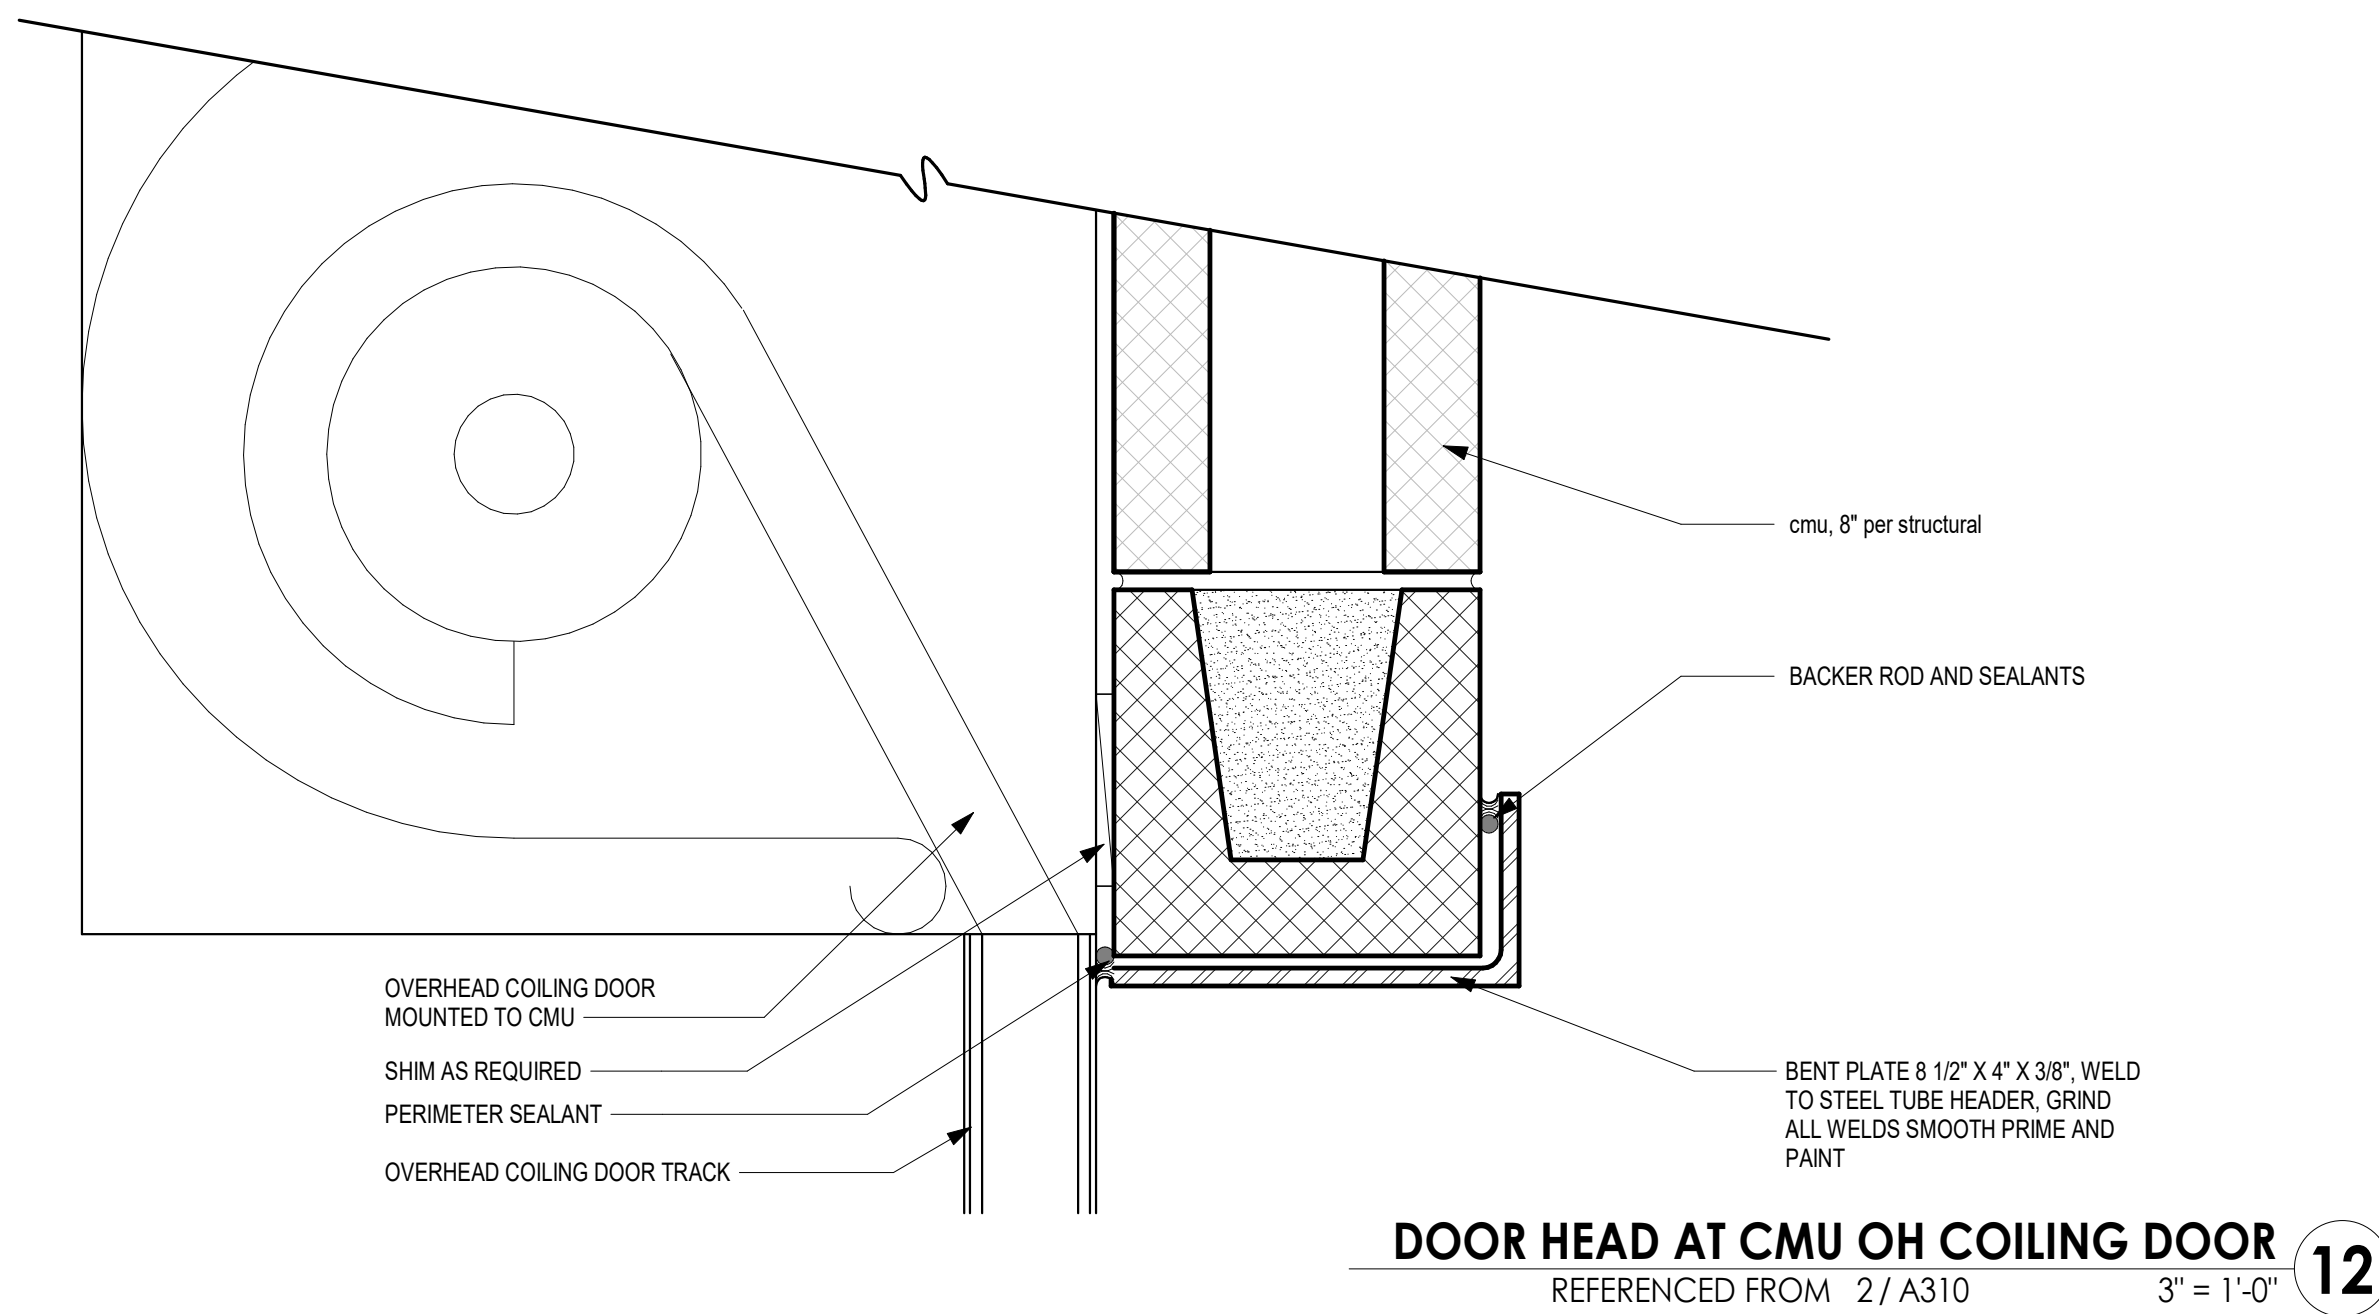 cmu, 8" per structural
BACKER ROD AND SEALANTS
OVERHEAD COILING DOOR
MOUNTED TO CMU
SHIM AS REQUIRED
PERIMETER SEALANT
OVERHEAD COILING DOOR TRACK
BENT PLATE 8 1/2" X 4" X 3/8", WELD
TO STEEL TUBE HEADER, GRIND
ALL WELDS SMOOTH PRIME AND
PAINT
DOOR HEAD AT CMU OH COILING DOOR
12
REFERENCED FROM 2 / A310 3" = 1'-0"